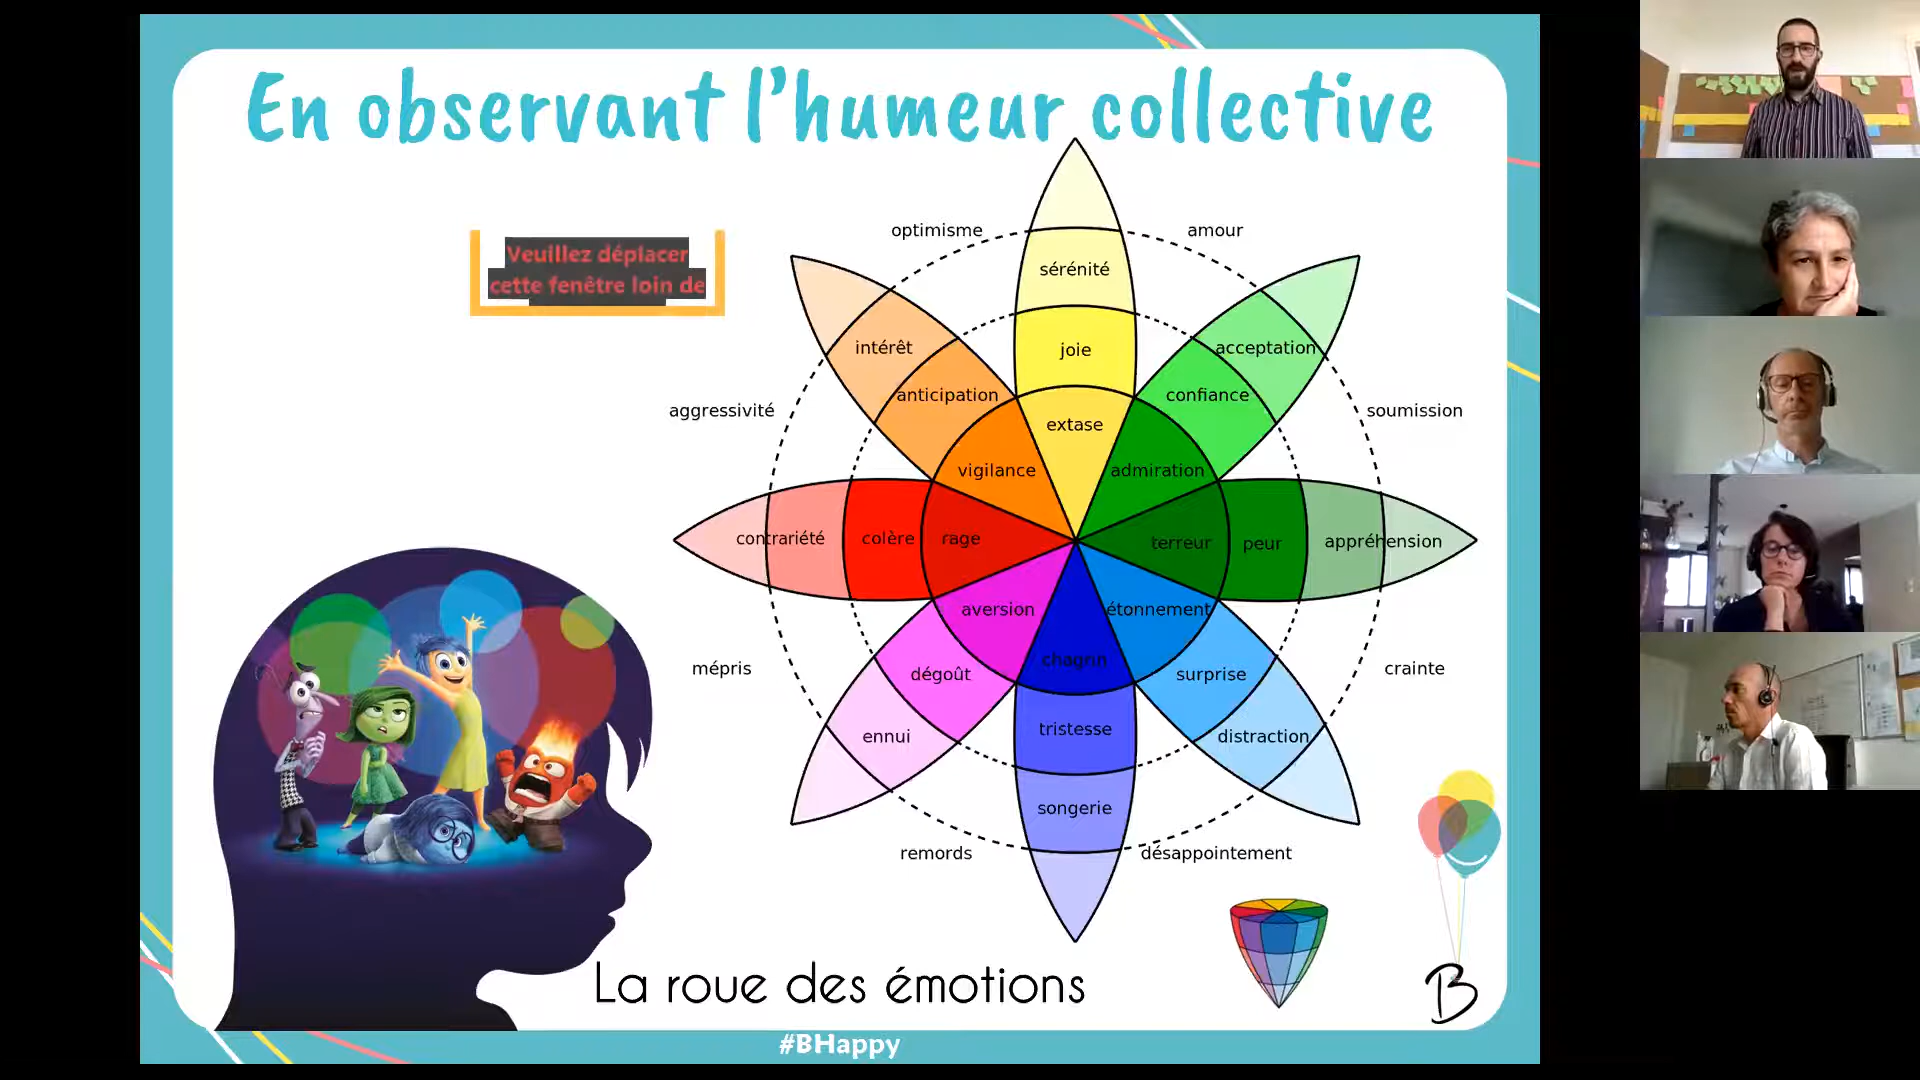 En observant l'humeur collective
Veuillez déplacer
cette fenêtre loin de
optimisme
amour
sérénité
intérêt
joie
acceptation
anticipation
confiance
aggressivité
extase
soumission
vigilance
admiration
contrariété
colère
rage
terreur
peur
appréhension
aversion
étonnement
mépris
dégoût
chagrin
surprise
crainte
ennui
tristesse
distraction
songerie
remords
désappointement
La roue des émotions
B
#BHappy